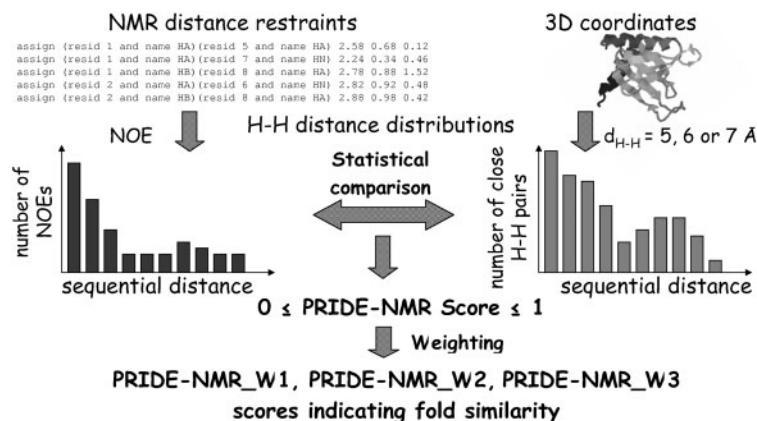 NMR distance restraints
assign (resid 1 and name HA)(resid 5 and name HA) 2.58 0.68 0.12
assign (resid 1 and name HA)(resid 7 and name HN) 2.24 0.34 0.46
assign (resid 1 and name HB)(resid 8 and name HA) 2.78 0.88 1.52
assign (resid 2 and name HA)(resid 6 and name HN) 2.82 0.92 0.48
assign (resid 2 and name HB)(resid 8 and name HA) 2.88 0.98 0.42
3D coordinates
NOE
H-H distance distributions
d_H-H = 5, 6 or 7 Å
number of
NOEs
sequential distance
Statistical
comparison
number of close
H-H pairs
sequential distance
0 ≤ PRIDE-NMR Score ≤ 1
Weighting
PRIDE-NMR_W1, PRIDE-NMR_W2, PRIDE-NMR_W3
scores indicating fold similarity